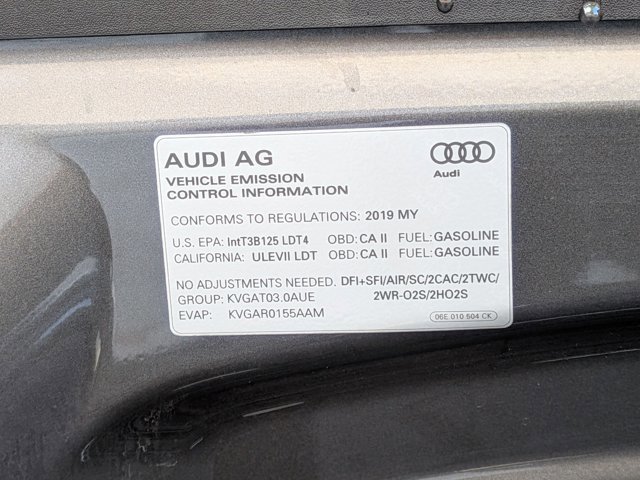 AUDI AG
Audi
VEHICLE EMISSION
CONTROL INFORMATION
CONFORMS TO REGULATIONS: 2019 MY
U.S. EPA: IntT3B125 LDT4 OBD: CA II FUEL: GASOLINE
CALIFORNIA: ULEVII LDT OBD: CA II FUEL: GASOLINE
NO ADJUSTMENTS NEEDED. DFI+SFI/AIR/SC/2CAC/2TWC/
GROUP: KVGAT03.0AUE 2WR-O2S/2HO2S
EVAP: KVGAR0155AAM
06E 010 504 CK